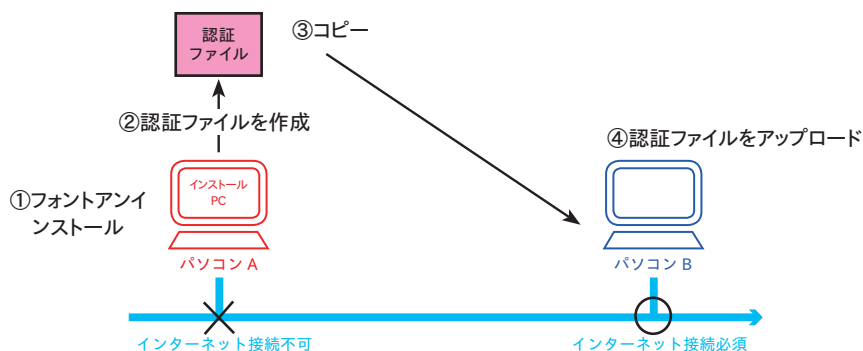 認証
ファイル
③コピー
②認証ファイルを作成
④認証ファイルをアップロード
①フォントアンイ
ンストール
インストール
PC
パソコン A
パソコン B
インターネット接続不可
インターネット接続必須